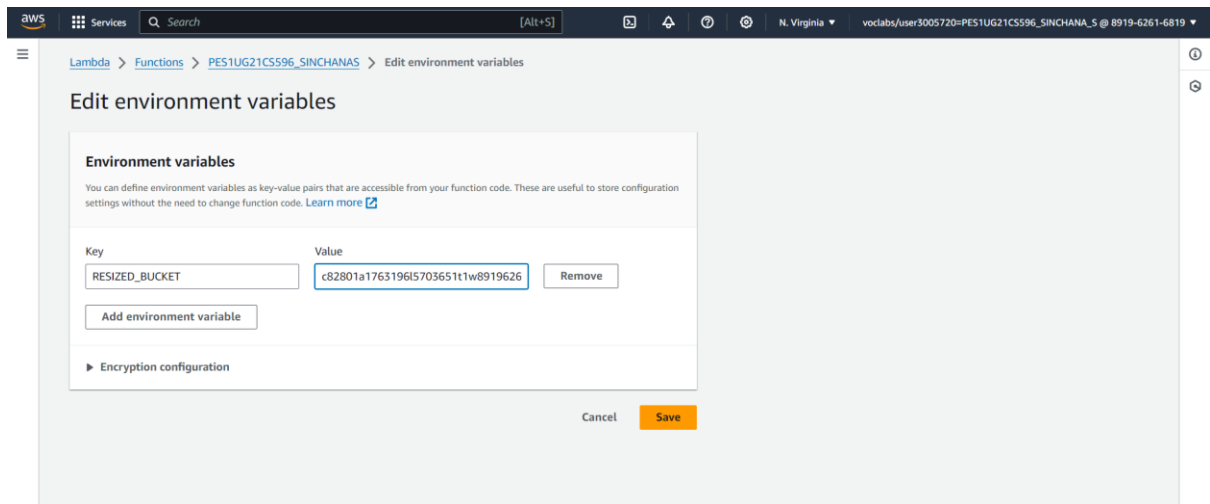 aws Services Search [Alt+S] N. Virginia ▼ voclabs/user3005720=PES1UG21CS596_SINCHANA_S @ 8919-6261-6819 ▼
Lambda > Functions > PES1UG21CS596_SINCHANAS > Edit environment variables
Edit environment variables
Environment variables
You can define environment variables as key-value pairs that are accessible from your function code. These are useful to store configuration
settings without the need to change function code. Learn more
Key Value
RESIZED_BUCKET c82801a1763196l5703651t1w8919626 Remove
Add environment variable
▶ Encryption configuration
Cancel Save